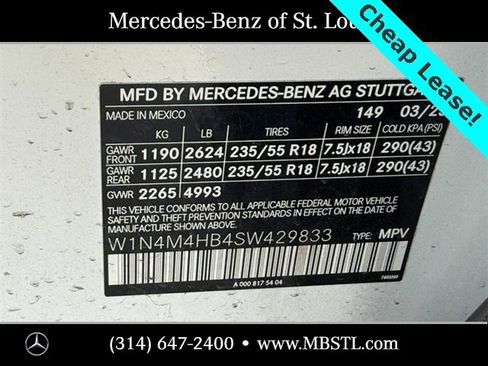 Mercedes-Benz of St.
Cheap Lease!
MFD BY MERCEDES-BENZ AG
MADE IN MEXICO
149
KG LB TIRES RIM SIZE COLD KPA(PSI)
GAWR FRONT 1190 2624 235/55 R18 7.5Jx18 290(43)
GAWR REAR 1125 2480 235/55 R18 7.5Jx18 290(43)
GVWR 2265 4993
THIS VEHICLE CONFORMS TO ALL APPLICABLE FEDERAL MOTOR VEHICLE
SAFETY, BUMPER AND THEFT PREVENTION STANDARDS IN EFFECT ON THE DATE OF
MANUFACTURE SHOWN ABOVE.
W1N4M4HB4SW429833 TYPE: MPV
A 000 817 54 04
(314) 647-2400 - www.MBSTL.com